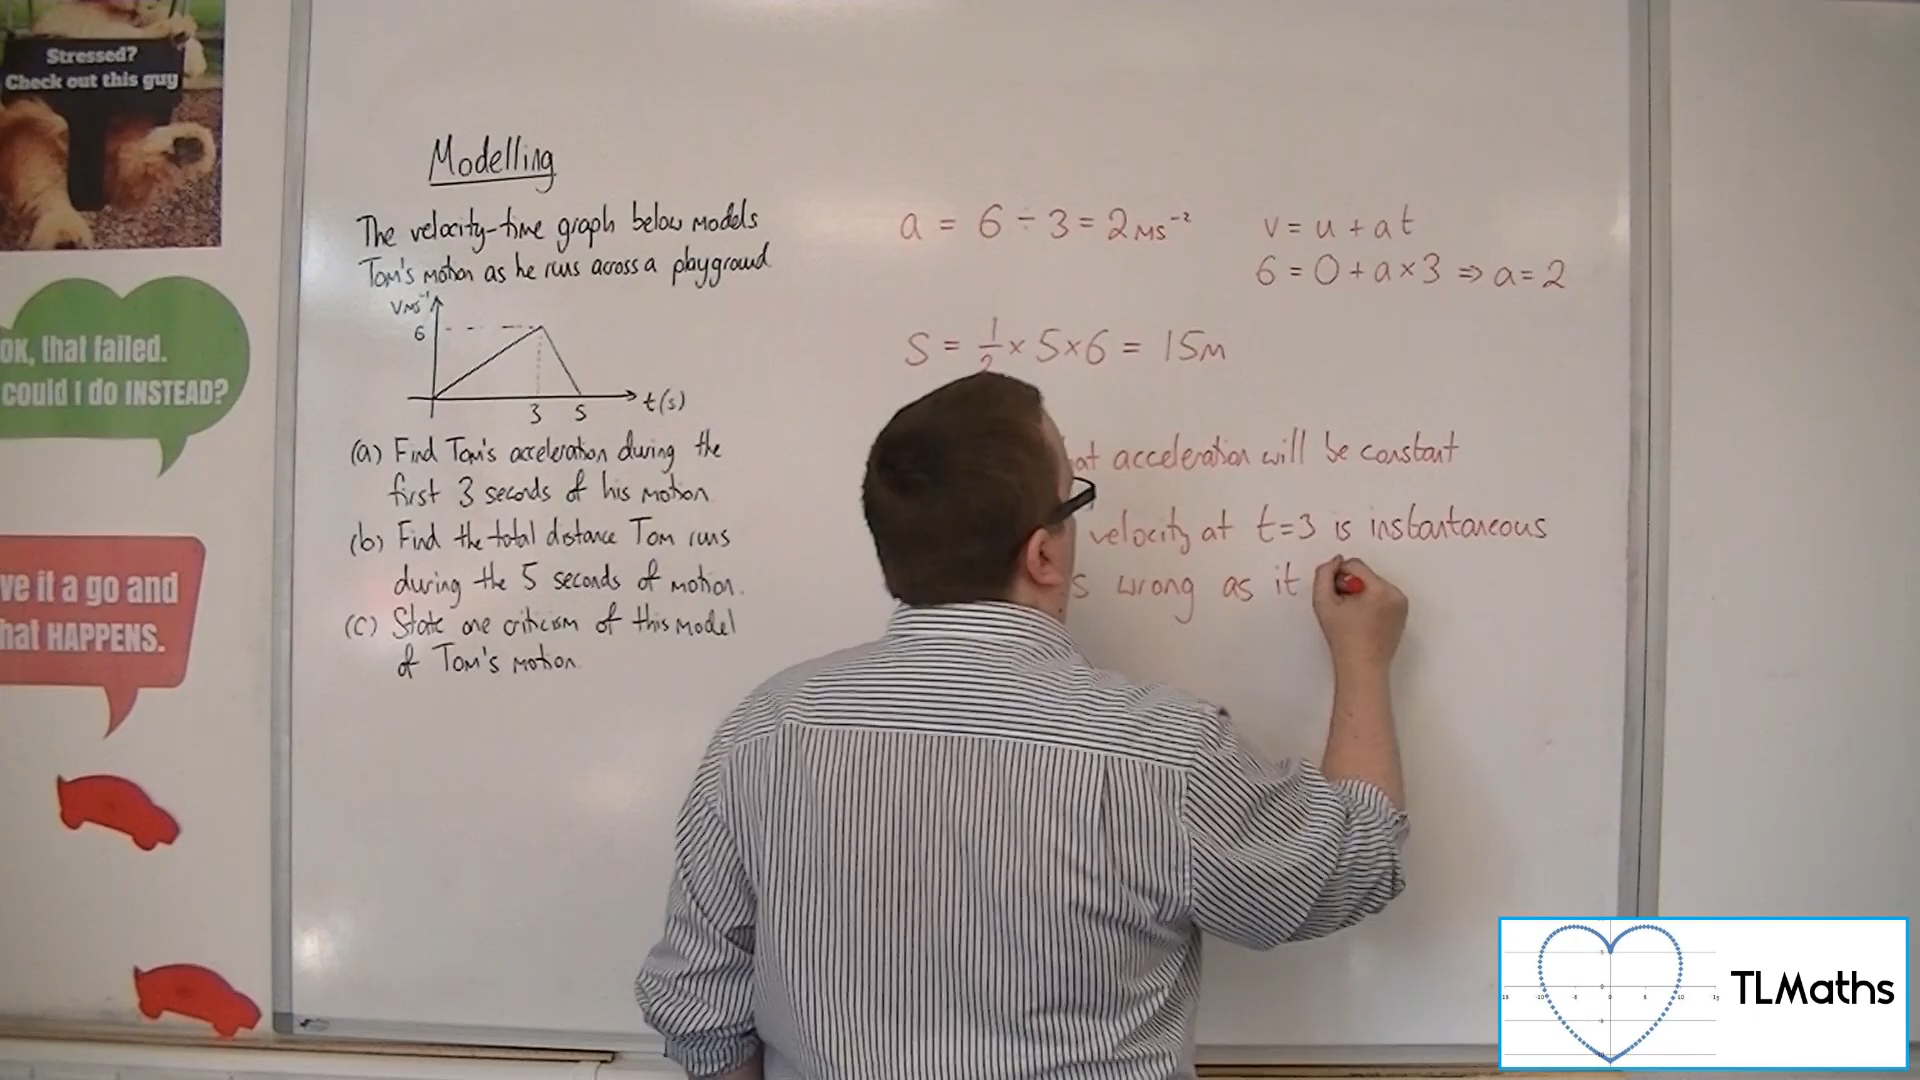 Stressed?
Check out this guy
OK, that failed.
could I do INSTEAD?
ve it a go and
hat HAPPENS.
Modelling
The velocity-time graph below models
Tom's motion as he runs across a playground
V ms⁻¹
6
3
5
t(s)
(a) Find Tom's acceleration during the
first 3 seconds of his motion
(b) Find the total distance Tom runs
during the 5 seconds of motion.
(c) State one criticism of this model
of Tom's motion.
a = 6 ÷ 3 = 2ms⁻²
v = u + at
6 = 0 + a × 3 ⇒ a = 2
S = 1/2 × 5 × 6 = 15m
at acceleration will be constant
velocity at t=3 is instantaneous
s wrong as it
TLMaths